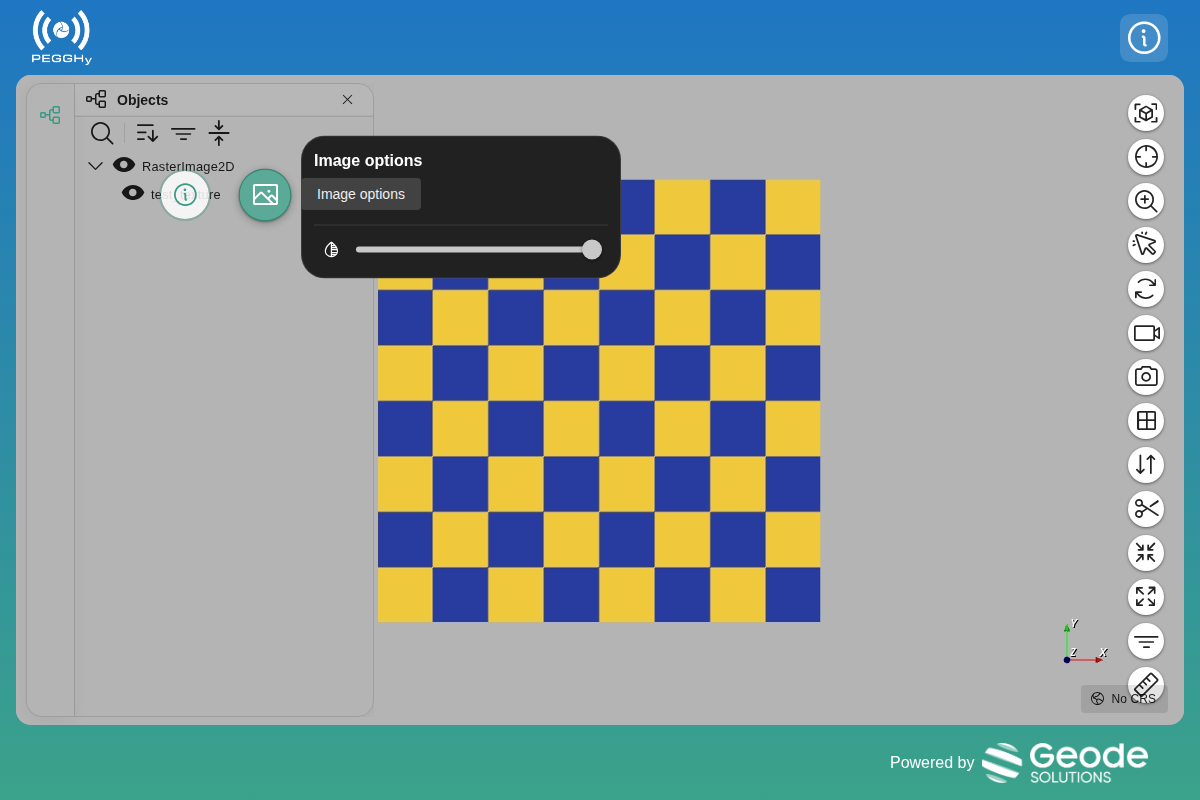 PEGGHy
Objects
RasterImage2D
Image options
Image options
Y
Z X
No CRS
Powered by Geode
SOLUTIONS